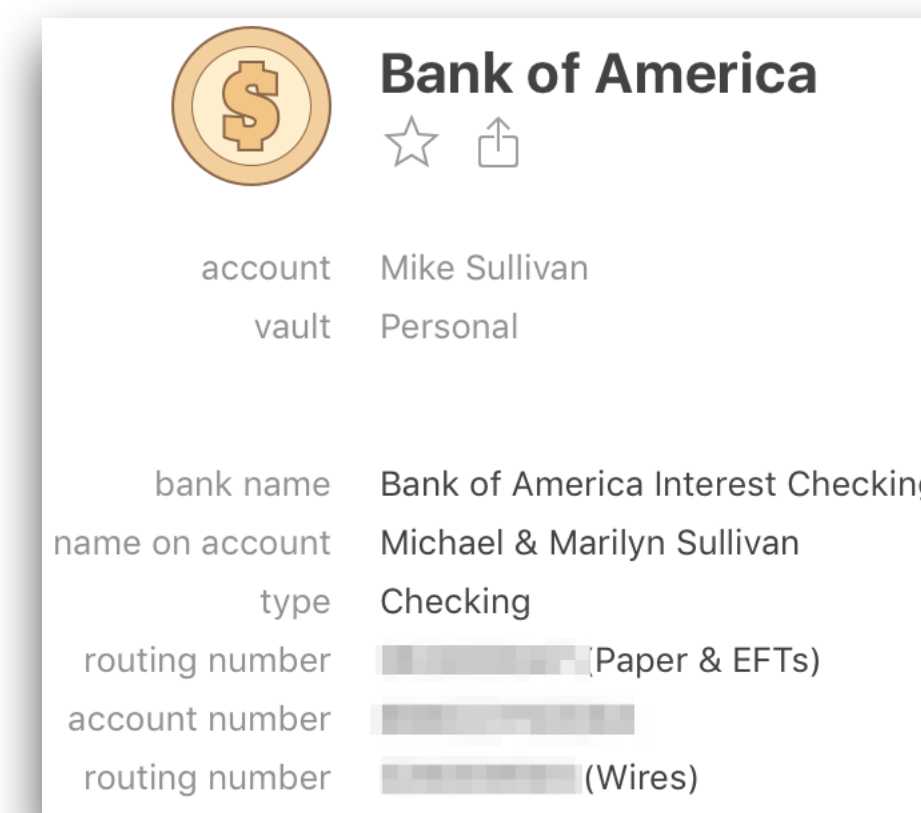 Bank of America
account Mike Sullivan
vault Personal
bank name Bank of America Interest Checking
name on account Michael & Marilyn Sullivan
type Checking
routing number (Paper & EFTs)
account number
routing number (Wires)